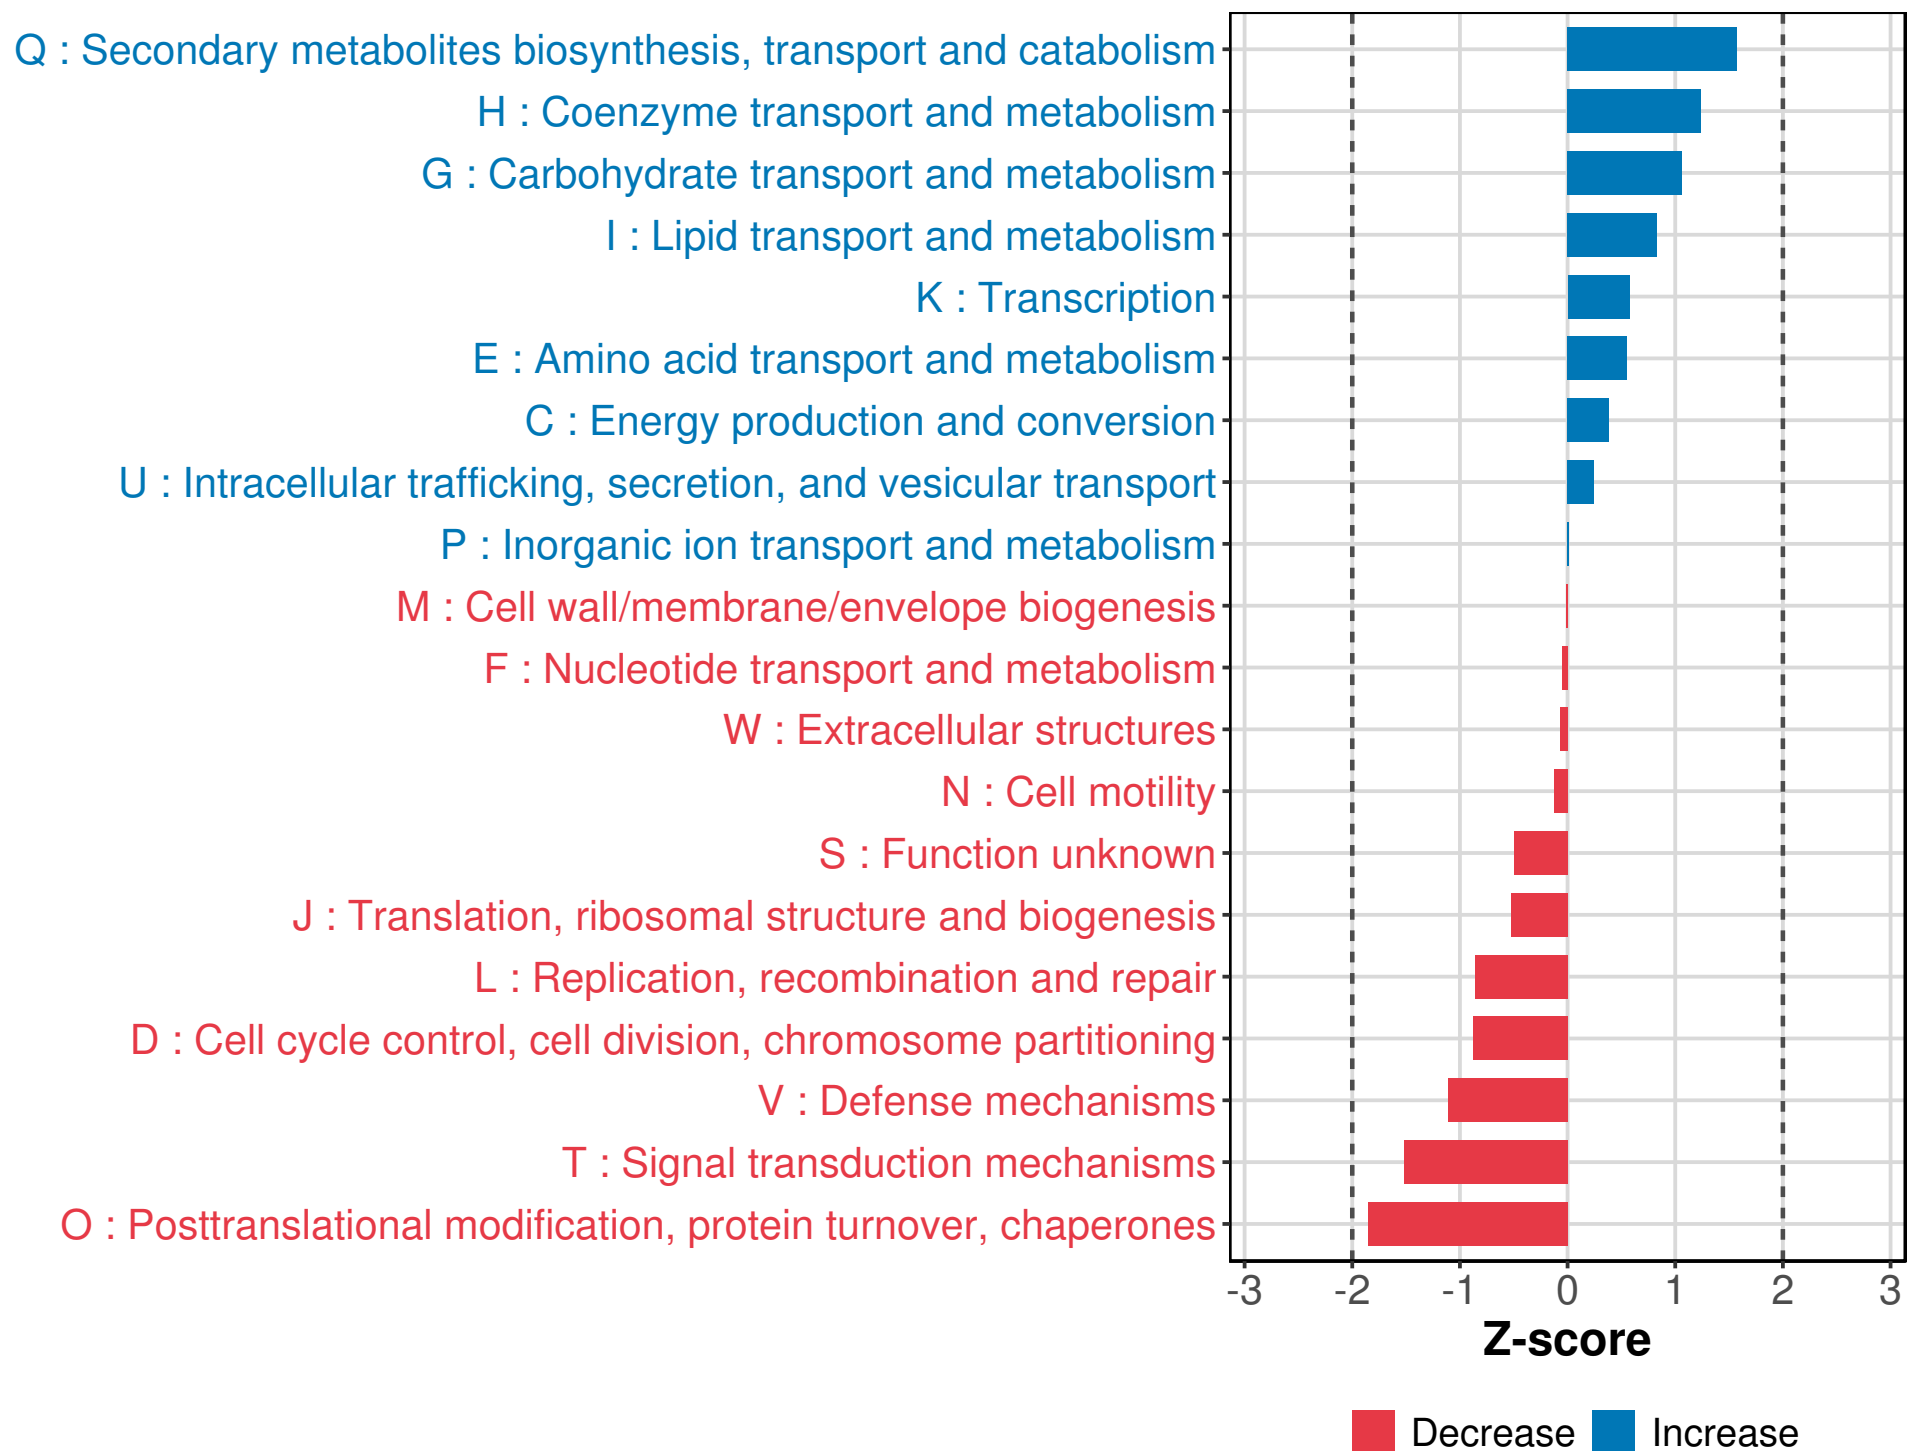 Q : Secondary metabolites biosynthesis, transport and catabolism
H : Coenzyme transport and metabolism
G : Carbohydrate transport and metabolism
I : Lipid transport and metabolism
K : Transcription
E : Amino acid transport and metabolism
C : Energy production and conversion
U : Intracellular trafficking, secretion, and vesicular transport
P : Inorganic ion transport and metabolism
M : Cell wall/membrane/envelope biogenesis
F : Nucleotide transport and metabolism
W : Extracellular structures
N : Cell motility
S : Function unknown
J : Translation, ribosomal structure and biogenesis
L : Replication, recombination and repair
D : Cell cycle control, cell division, chromosome partitioning
V : Defense mechanisms
T : Signal transduction mechanisms
O : Posttranslational modification, protein turnover, chaperones
-3 -2 -1 0 1 2 3
Z-score
Decrease Increase